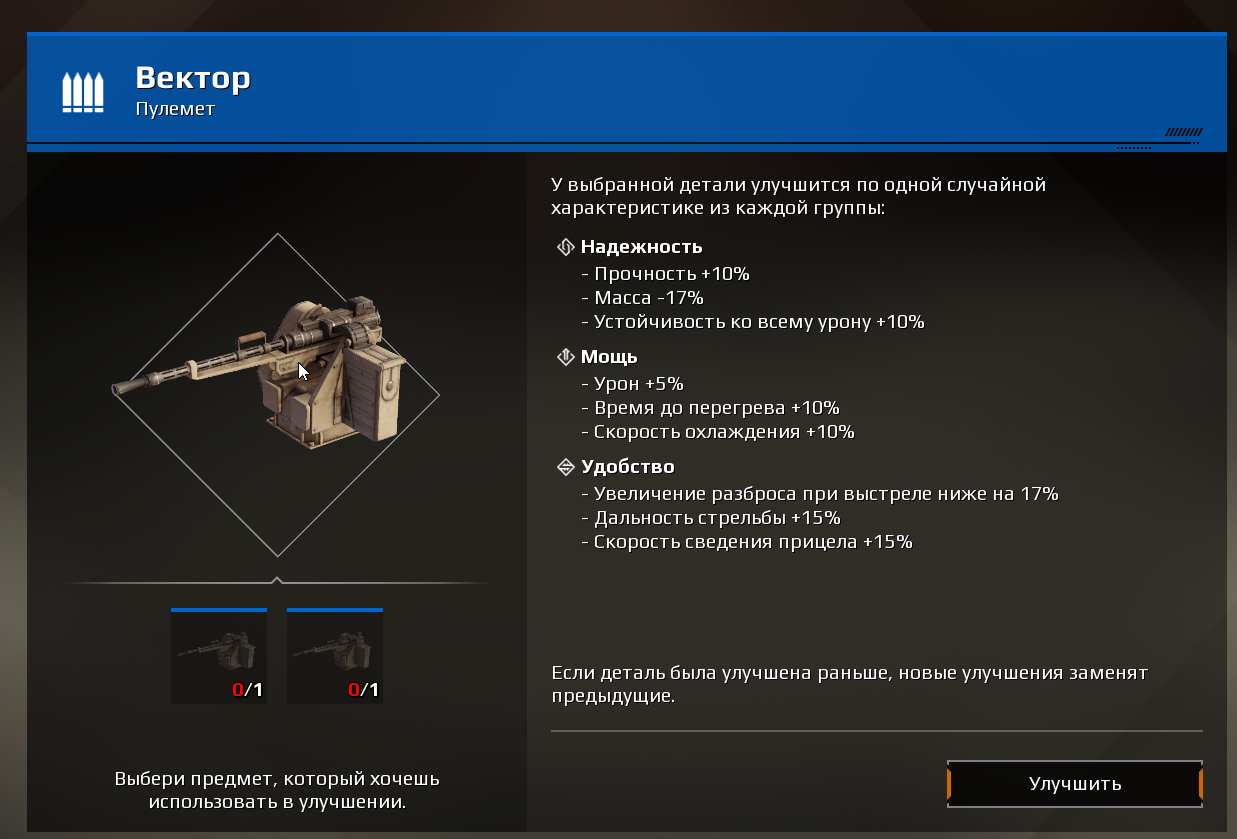 Вектор
Пулемет
У выбранной детали улучшится по одной случайной
характеристике из каждой группы:
Надежность
- Прочность +10%
- Масса -17%
- Устойчивость ко всему урону +10%
Мощь
- Урон +5%
- Время до перегрева +10%
- Скорость охлаждения +10%
Удобство
- Увеличение разброса при выстреле ниже на 17%
- Дальность стрельбы +15%
- Скорость сведения прицела +15%
0/1
0/1
Если деталь была улучшена раньше, новые улучшения заменят
предыдущие.
Выбери предмет, который хочешь
использовать в улучшении.
Улучшить